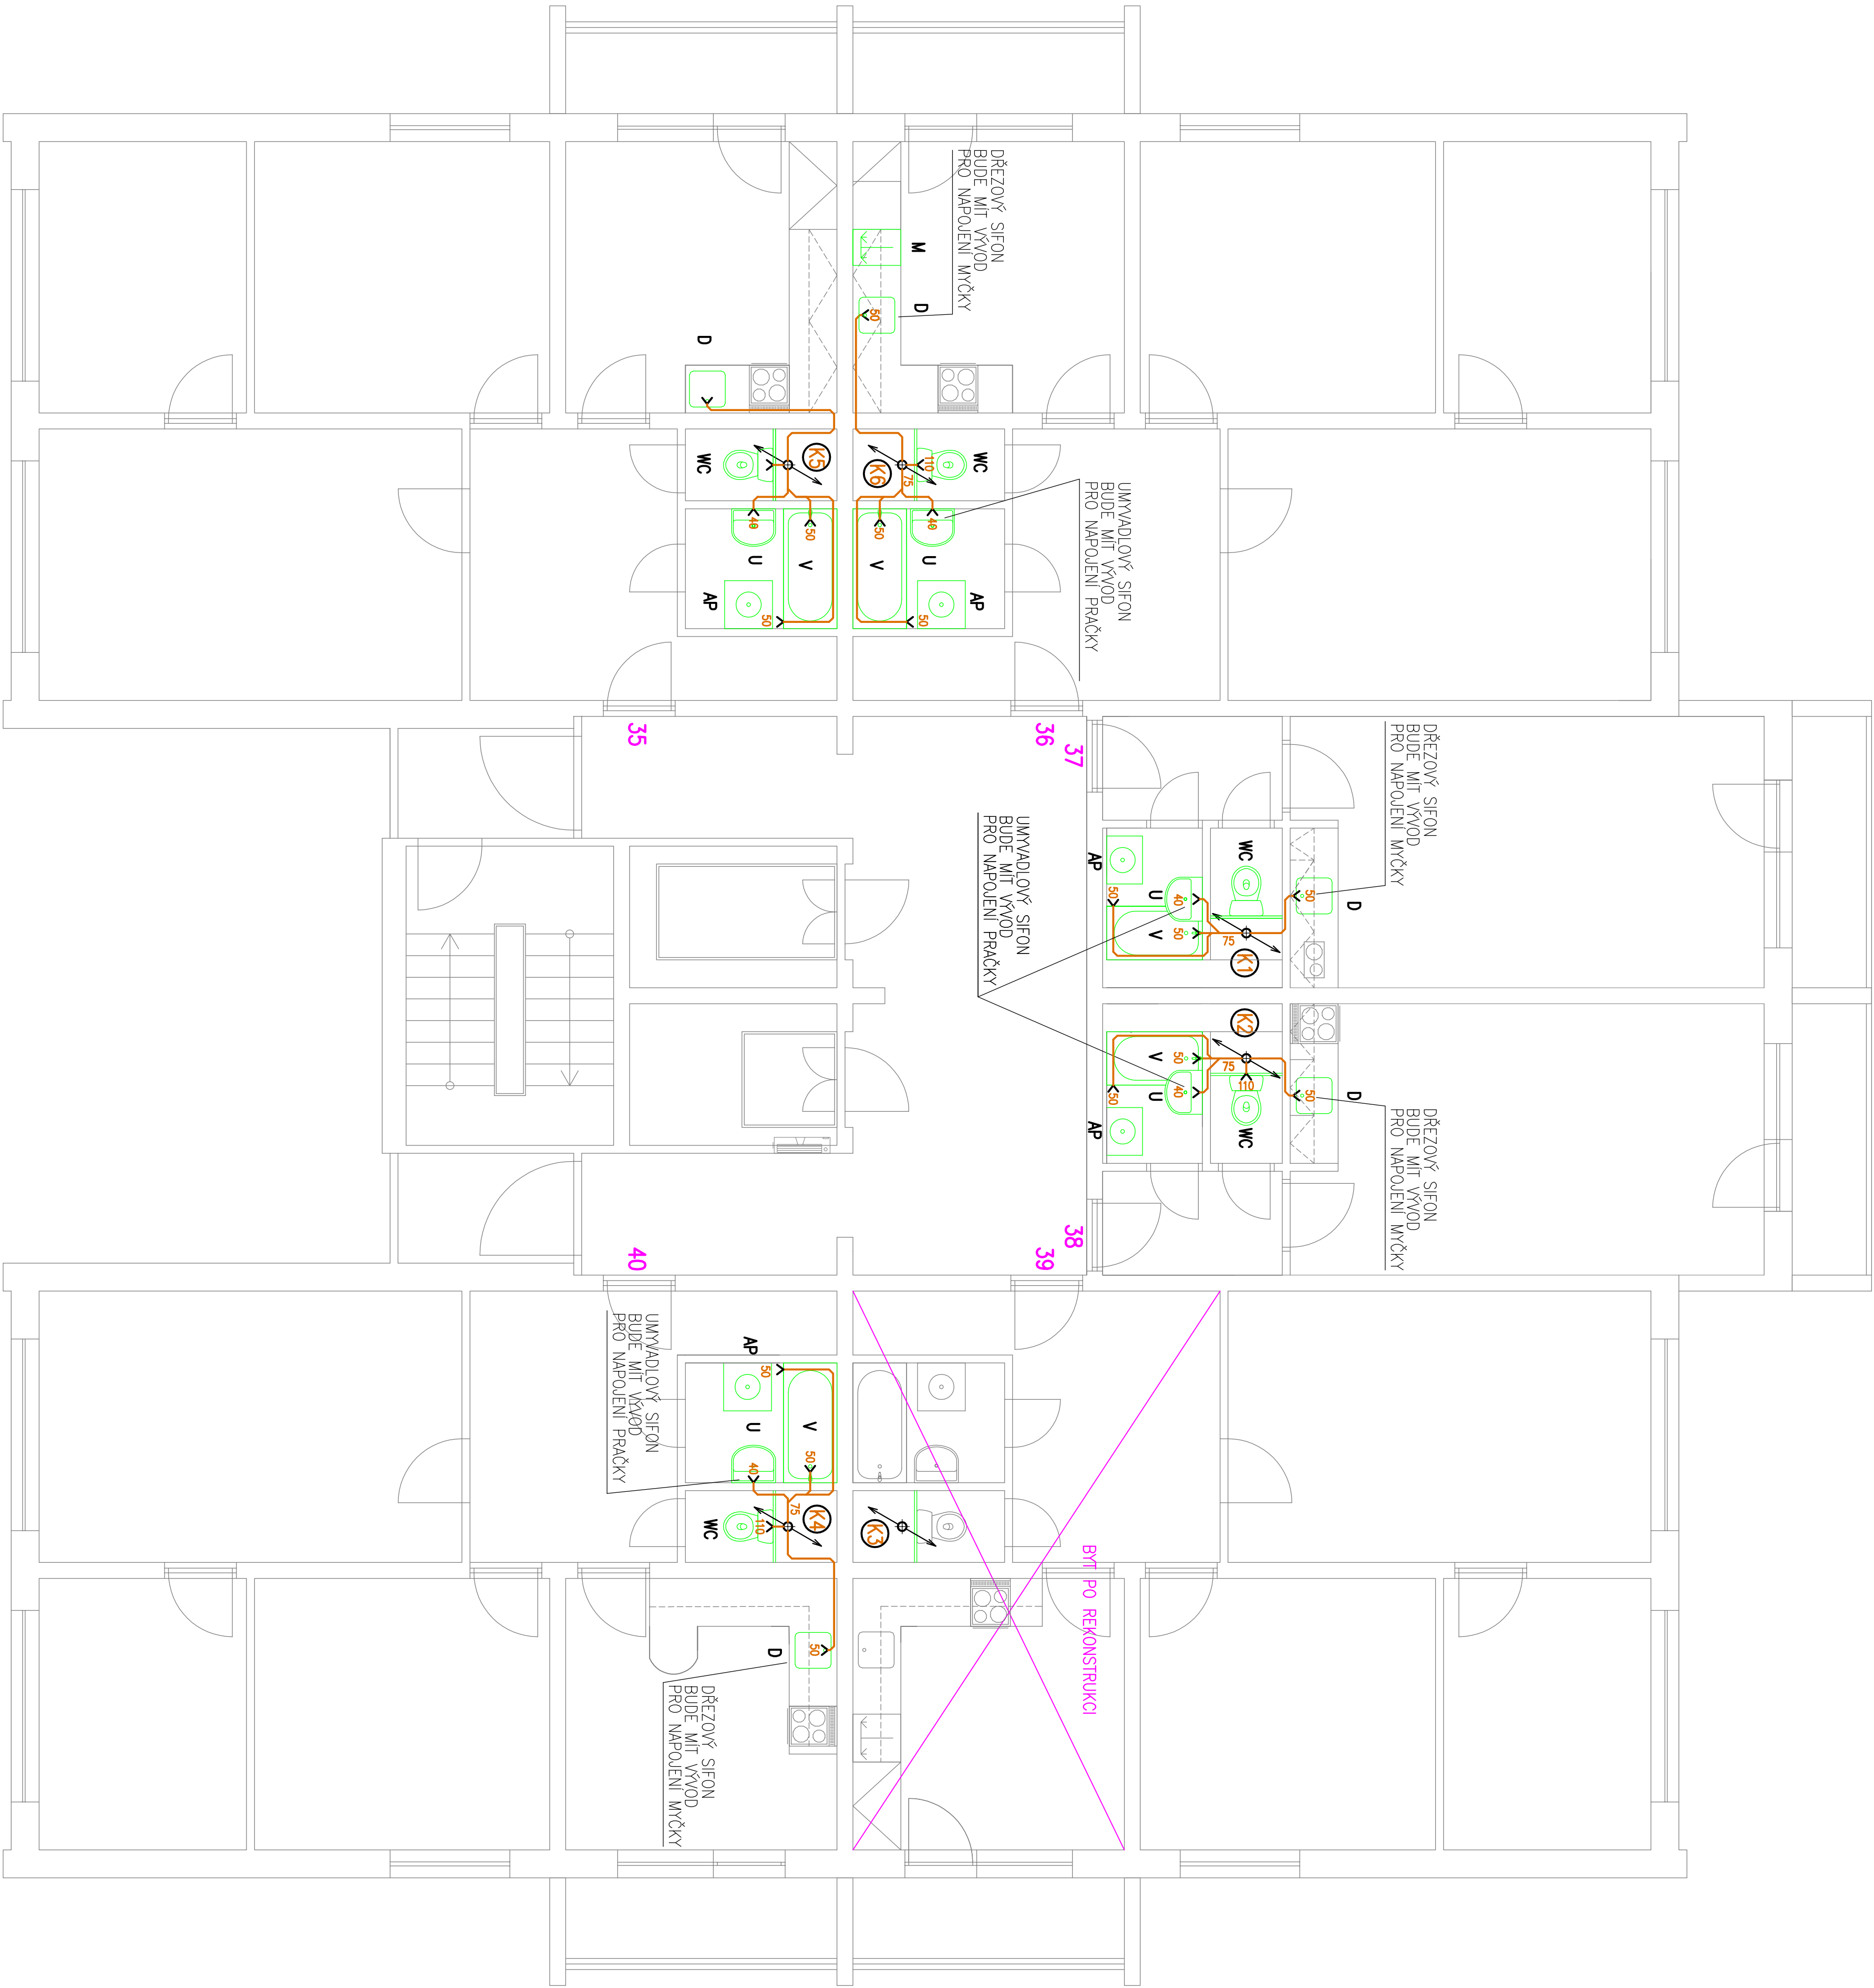 DŘEZOVÝ SIFON
BUDE MÍT VÝVOD
PRO NAPOJENÍ MYČKY
M
D
50
D
K5
K6
WC
WC
110
75
40
50
50
40
U
V
V
U
AP
AP
50
50
UMYVADLOVÝ SIFON
BUDE MÍT VÝVOD
PRO NAPOJENÍ PRAČKY
35
36
37
DŘEZOVÝ SIFON
BUDE MÍT VÝVOD
PRO NAPOJENÍ MYČKY
UMYVADLOVÝ SIFON
BUDE MÍT VÝVOD
PRO NAPOJENÍ PRAČKY
AP
WC
D
50
U
40
50
50
V
75
K1
K2
V
50
75
50
U
40
110
50
D
AP
WC
DŘEZOVÝ SIFON
BUDE MÍT VÝVOD
PRO NAPOJENÍ MYČKY
38
39
40
UMYVADLOVÝ SIFON
BUDE MÍT VÝVOD
PRO NAPOJENÍ PRAČKY
AP
50
U
V
40
50
75
K4
110
WC
K3
BYT PO REKONSTRUKCI
50
D
DŘEZOVÝ SIFON
BUDE MÍT VÝVOD
PRO NAPOJENÍ MYČKY